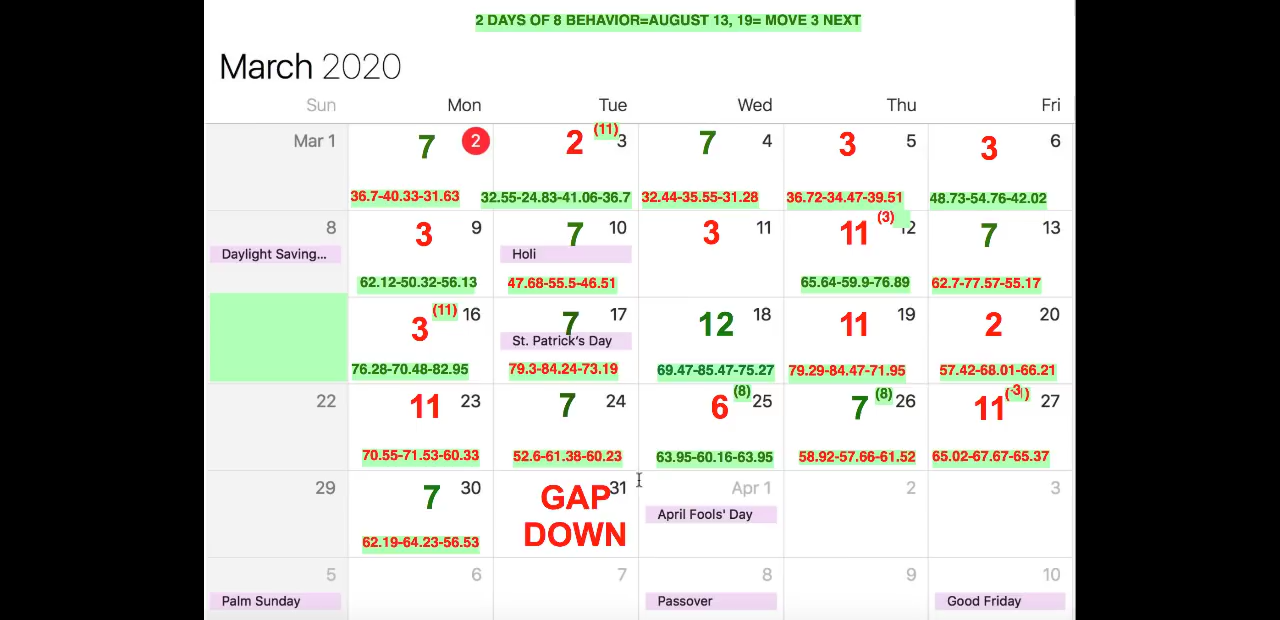 2 DAYS OF 8 BEHAVIOR=AUGUST 13, 19= MOVE 3 NEXT
March 2020
Sun Mon Tue Wed Thu Fri
Mar 1 7 2 2 (11) 3 7 4 3 5 3 6
36.7-40.33-31.63 32.55-24.83-41.06-36.7 32.44-35.55-31.28 36.72-34.47-39.51 48.73-54.76-42.02
8 3 9 7 10 3 11 11 (3) 12 7 13
Daylight Saving... Holi
62.12-50.32-56.13 47.68-55.5-46.51 65.64-59.9-76.89 62.7-77.57-55.17
3 (11) 16 7 17 12 18 11 19 2 20
St. Patrick's Day
76.28-70.48-82.95 79.3-84.24-73.19 69.47-85.47-75.27 79.29-84.47-71.95 57.42-68.01-66.21
22 11 23 7 24 6 (8) 25 7 (8) 26 11 (3) 27
70.55-71.53-60.33 52.6-61.38-60.23 63.95-60.16-63.95 58.92-57.66-61.52 65.02-67.67-65.37
29 7 30 GAP 31 Apr 1 2 3
DOWN April Fools' Day
62.19-64.23-56.53
5 6 7 8 9 10
Palm Sunday Passover Good Friday